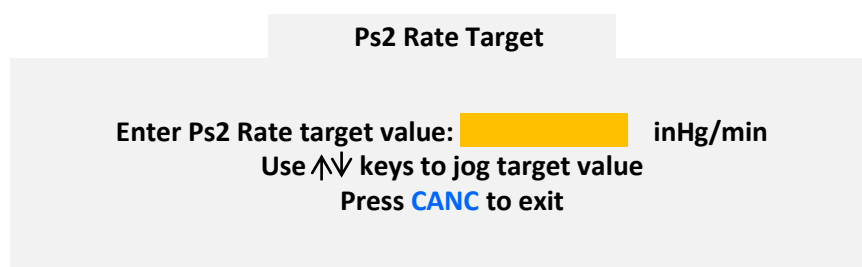 Ps2 Rate Target
Enter Ps2 Rate target value: inHg/min
Use ↑↓ keys to jog target value
Press CANC to exit